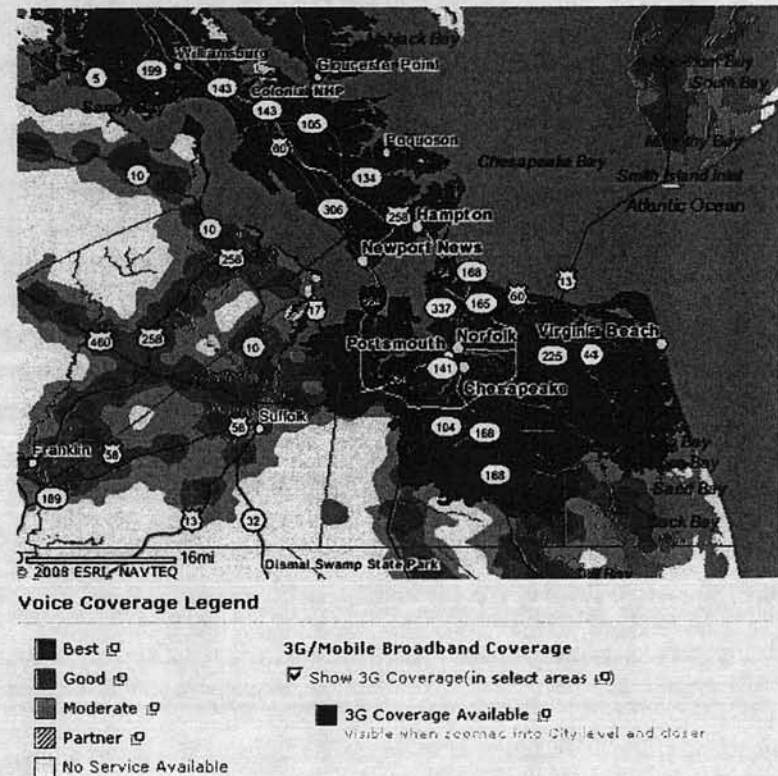 Williamsburg
Gloucester Point
5
199
143
Colonial NHP
143
105
Poquoson
Chesapeake Bay
South Bay
Smith Island Inlet
Atlantic Ocean
10
134
306
258
Hampton
10
258
Newport News
168
13
17
337
165
60
460
258
10
Portsmouth
Norfolk
Virginia Beach
225
44
141
Chesapeake
58
Suffolk
104
168
Franklin
58
168
189
13
32
16mi
© 2008 ESRI, NAVTEQ
Dismal Swamp State Park
Voice Coverage Legend
Best
Good
Moderate
Partner
No Service Available
3G/Mobile Broadband Coverage
Show 3G Coverage(in select areas )
3G Coverage Available
Visible when zoomed into City level and closer